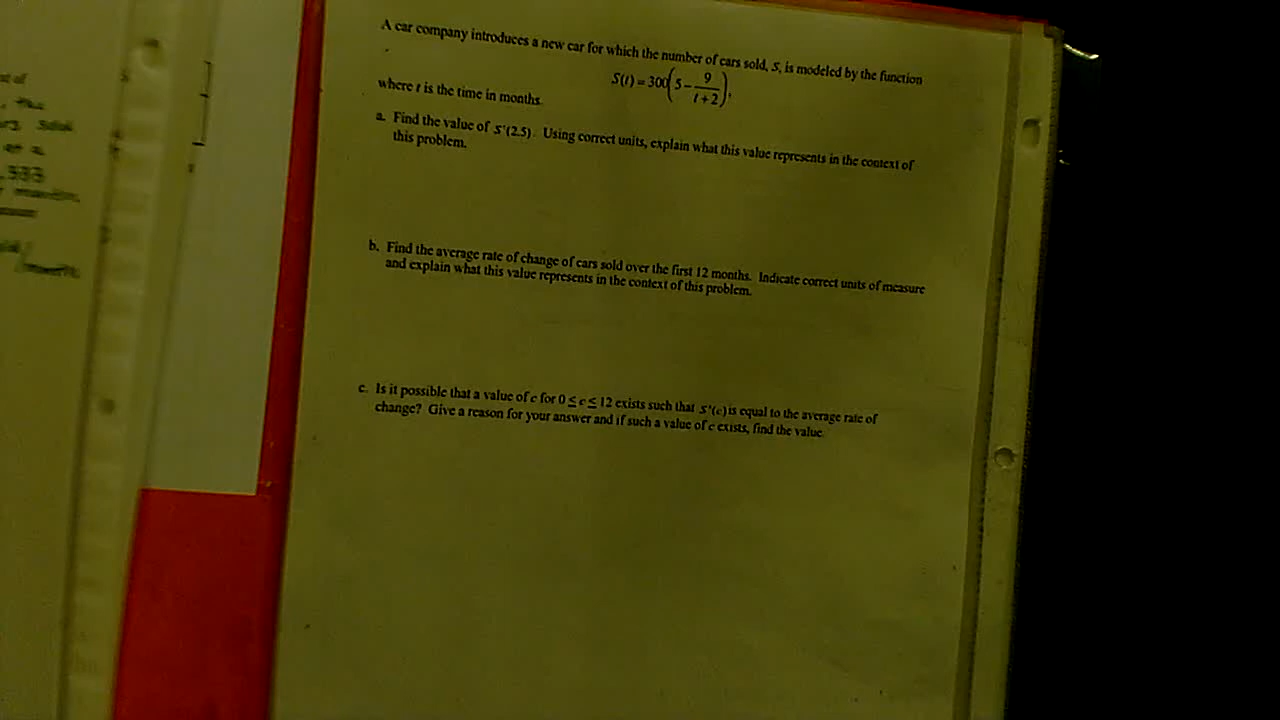 A car company introduces a new car for which the number of cars sold, S, is modeled by the function
S(t) = 300(5 - 9/(t + 2)),
where t is the time in months.
a. Find the value of S'(2.5). Using correct units, explain what this value represents in the context of
this problem.
b. Find the average rate of change of cars sold over the first 12 months. Indicate correct units of measure
and explain what this value represents in the context of this problem.
c. Is it possible that a value of c for 0 ≤ c ≤ 12 exists such that S'(c) is equal to the average rate of
change? Give a reason for your answer and if such a value of c exists, find the value.